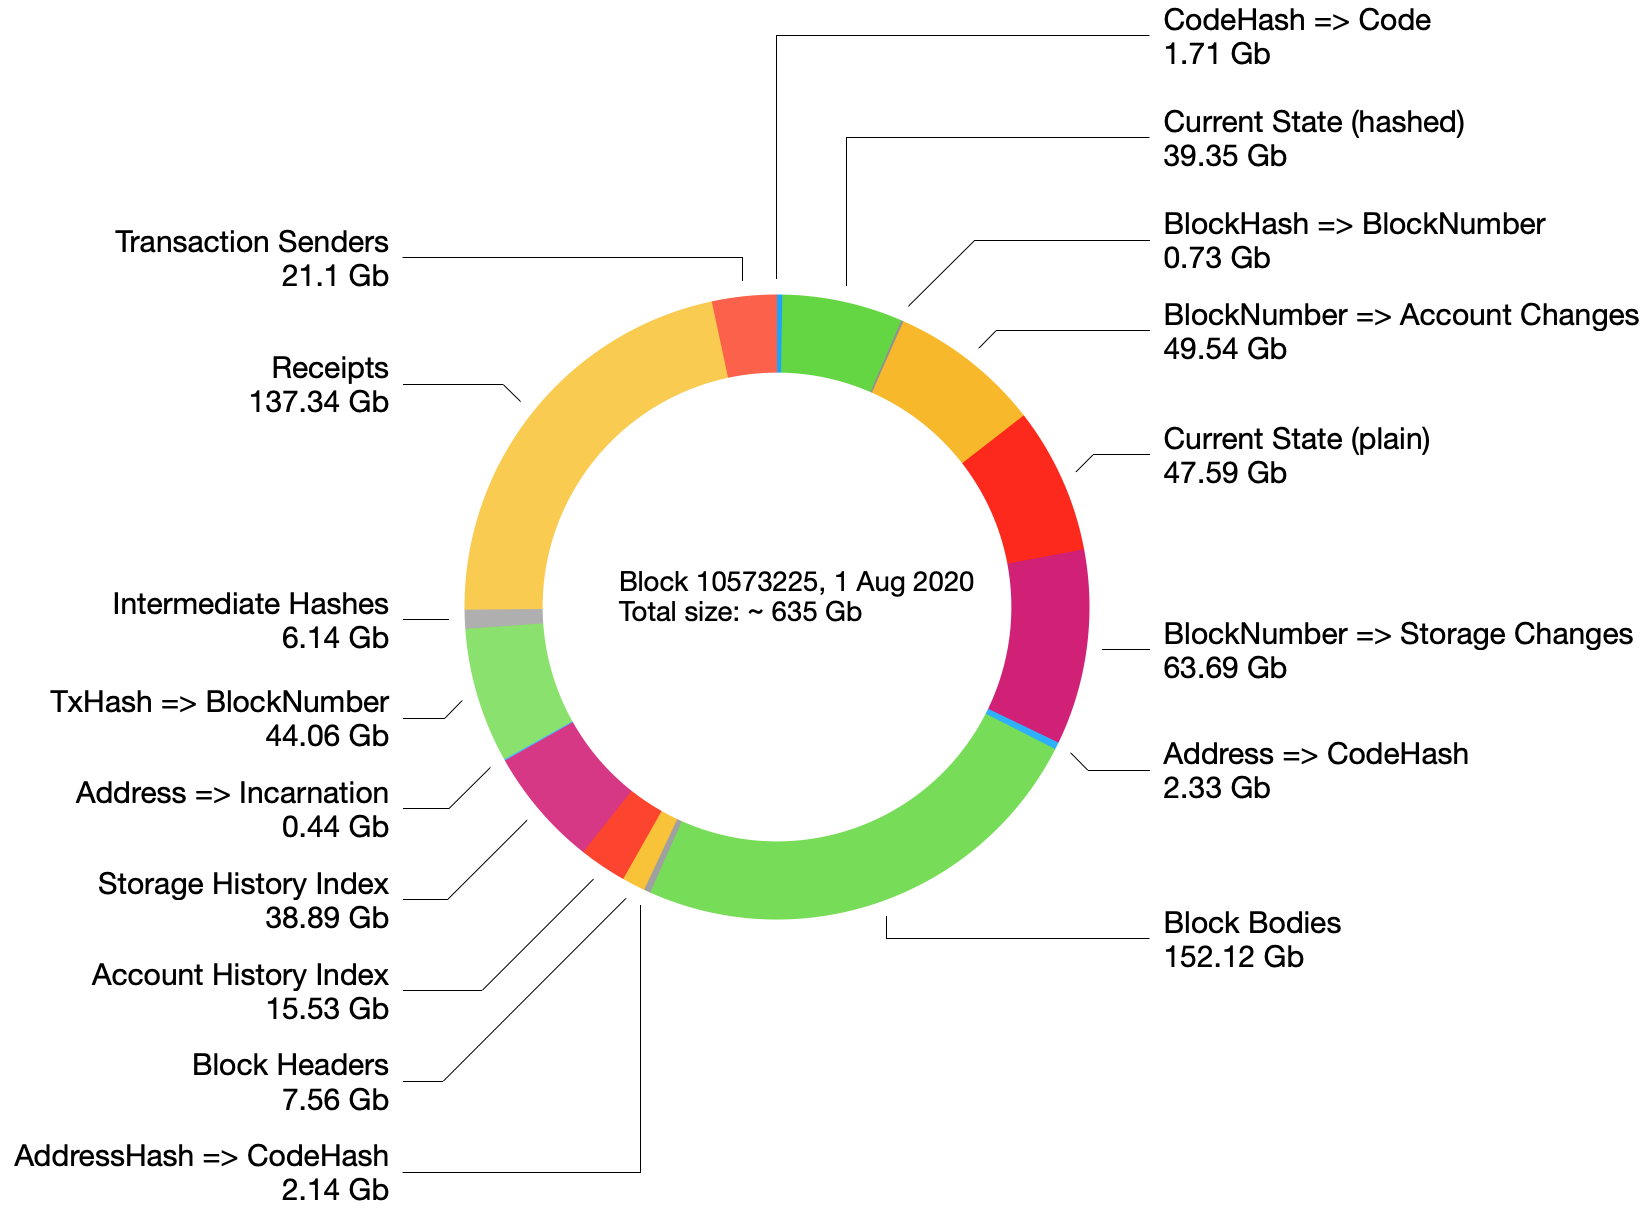 CodeHash => Code
1.71 Gb
Current State (hashed)
39.35 Gb
BlockHash => BlockNumber
0.73 Gb
BlockNumber => Account Changes
49.54 Gb
Current State (plain)
47.59 Gb
BlockNumber => Storage Changes
63.69 Gb
Address => CodeHash
2.33 Gb
Block Bodies
152.12 Gb
Transaction Senders
21.1 Gb
Receipts
137.34 Gb
Intermediate Hashes
6.14 Gb
TxHash => BlockNumber
44.06 Gb
Address => Incarnation
0.44 Gb
Storage History Index
38.89 Gb
Account History Index
15.53 Gb
Block Headers
7.56 Gb
AddressHash => CodeHash
2.14 Gb
Block 10573225, 1 Aug 2020
Total size: ~ 635 Gb